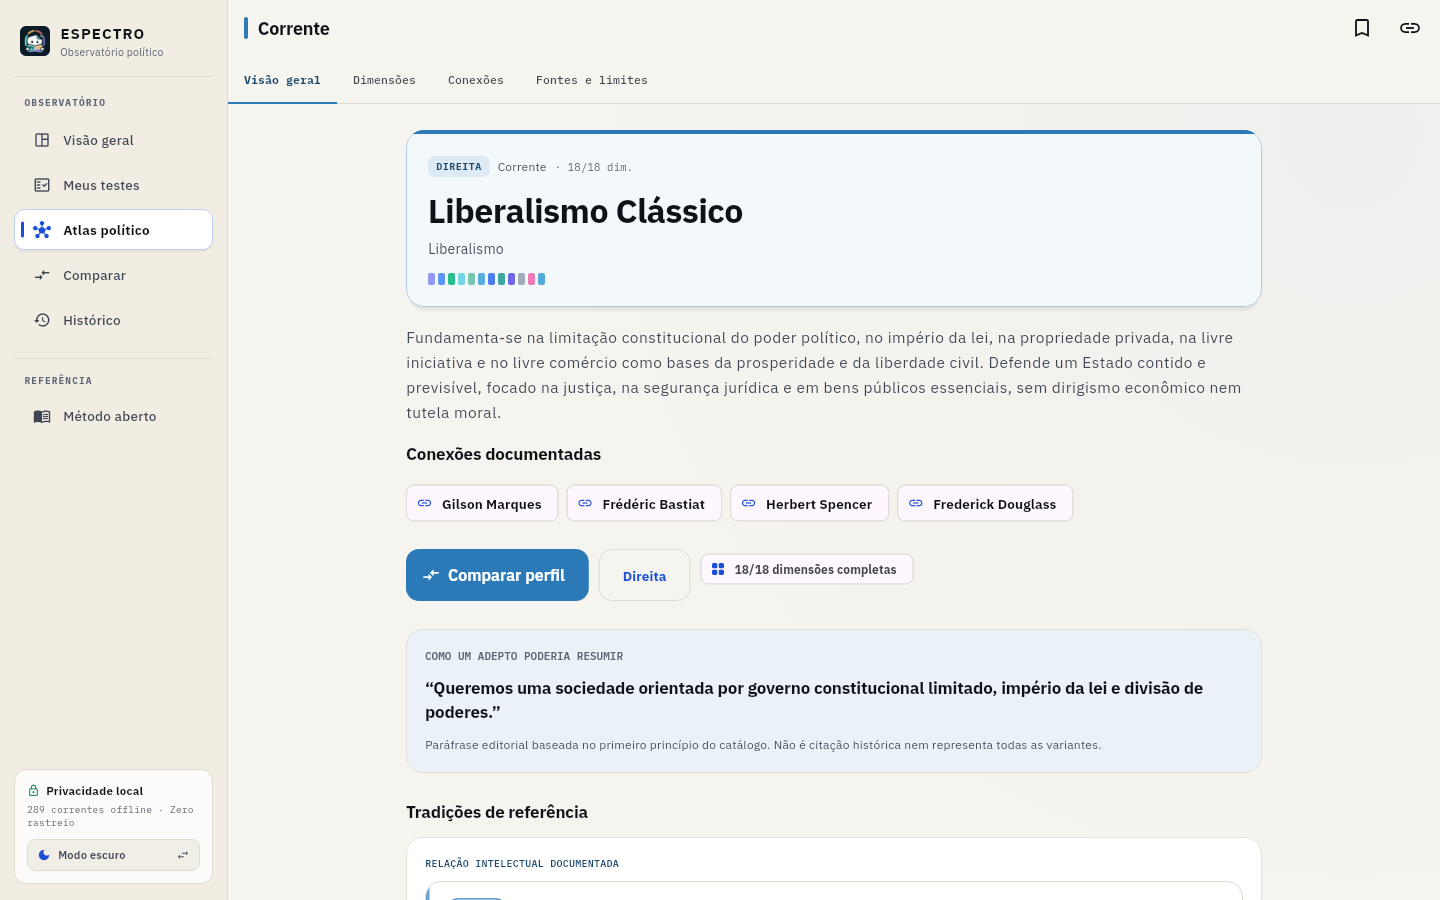 ESPECTRO
Observatório político
OBSERVATÓRIO
Visão geral
Meus testes
Atlas político
Comparar
Histórico
REFERÊNCIA
Método aberto
Privacidade local
289 correntes offline · Zero
rastreio
Modo escuro
Corrente
Visão geral
Dimensões
Conexões
Fontes e limites
DIREITA Corrente · 18/18 dim.
Liberalismo Clássico
Liberalismo
Fundamenta-se na limitação constitucional do poder político, no império da lei, na propriedade privada, na livre
iniciativa e no livre comércio como bases da prosperidade e da liberdade civil. Defende um Estado contido e
previsível, focado na justiça, na segurança jurídica e em bens públicos essenciais, sem dirigismo econômico nem
tutela moral.
Conexões documentadas
Gilson Marques
Frédéric Bastiat
Herbert Spencer
Frederick Douglass
Comparar perfil
Direita
18/18 dimensões completas
COMO UM ADEPTO PODERIA RESUMIR
“Queremos uma sociedade orientada por governo constitucional limitado, império da lei e divisão de
poderes.”
Paráfrase editorial baseada no primeiro princípio do catálogo. Não é citação histórica nem representa todas as variantes.
Tradições de referência
RELAÇÃO INTELECTUAL DOCUMENTADA